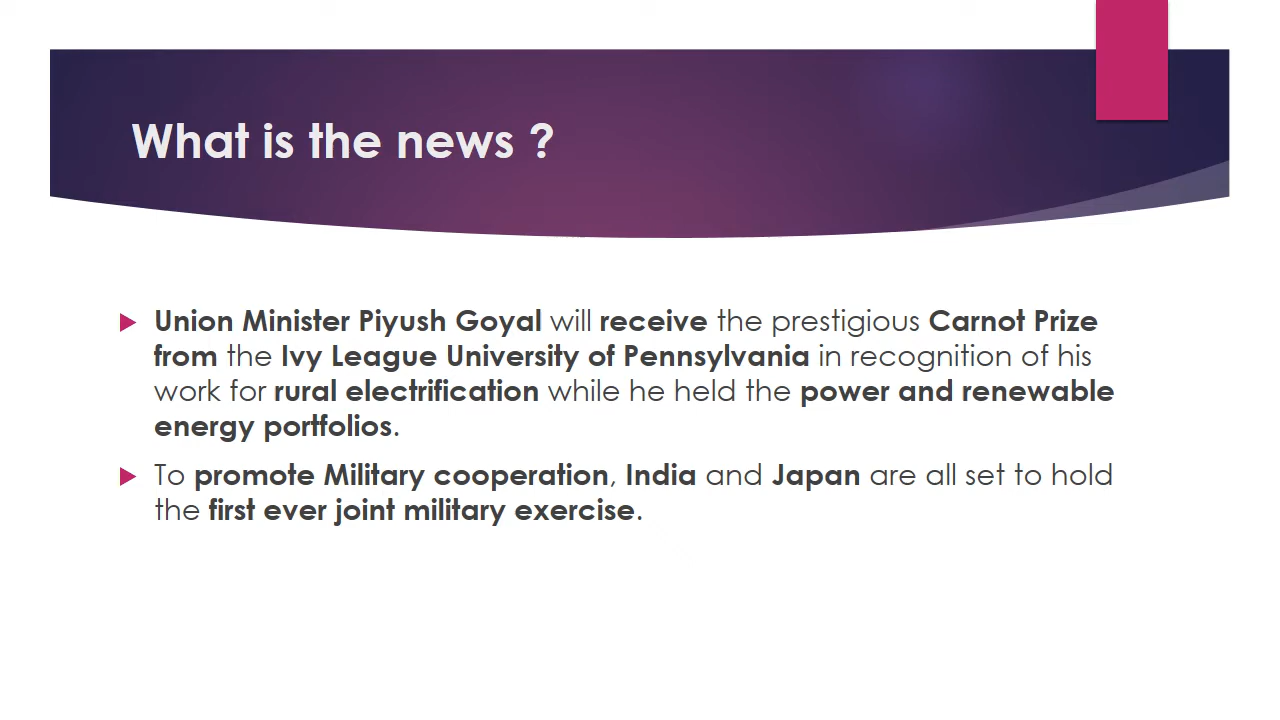 What is the news ?
Union Minister Piyush Goyal will receive the prestigious Carnot Prize
from the Ivy League University of Pennsylvania in recognition of his
work for rural electrification while he held the power and renewable
energy portfolios.
To promote Military cooperation, India and Japan are all set to hold
the first ever joint military exercise.